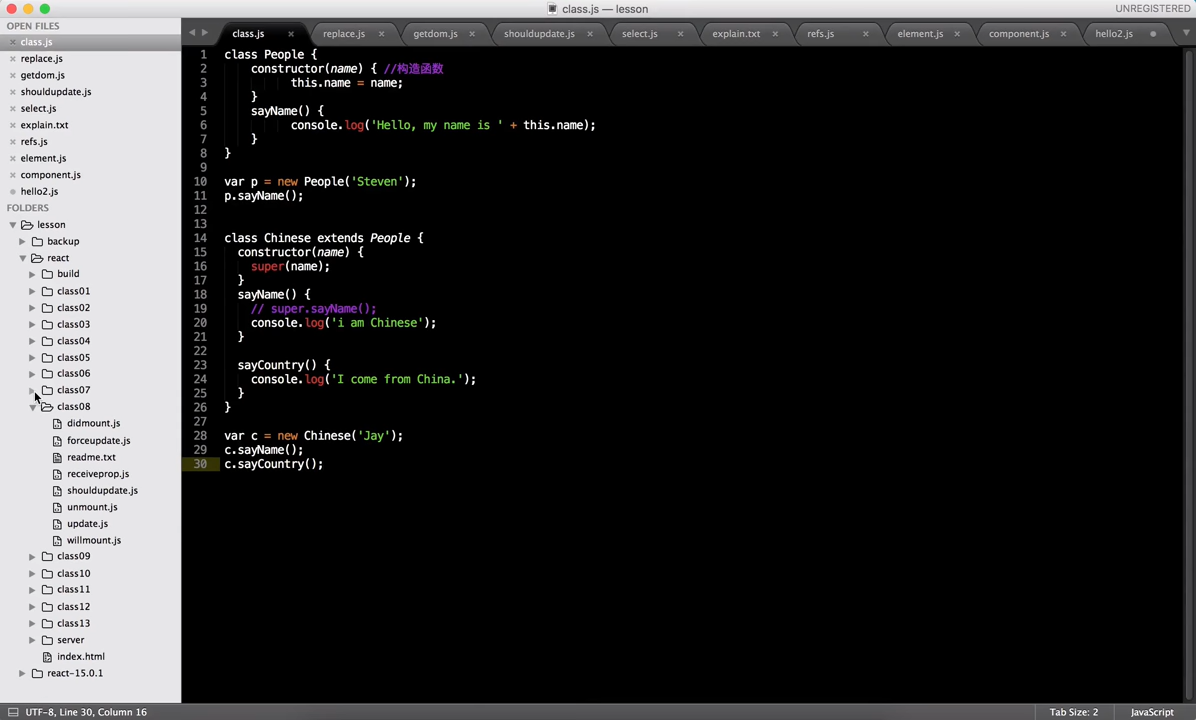 class.js — lesson
UNREGISTERED
OPEN FILES
class.js
replace.js
getdom.js
shouldupdate.js
select.js
explain.txt
refs.js
element.js
component.js
hello2.js
FOLDERS
lesson
backup
react
build
class01
class02
class03
class04
class05
class06
class07
class08
didmount.js
forceupdate.js
readme.txt
receiveprop.js
shouldupdate.js
unmount.js
update.js
willmount.js
class09
class10
class11
class12
class13
server
index.html
react-15.0.1
class.js replace.js getdom.js shouldupdate.js select.js explain.txt refs.js element.js component.js hello2.js
1 class People {
2 constructor(name) { //构造函数
3 this.name = name;
4 }
5 sayName() {
6 console.log('Hello, my name is ' + this.name);
7 }
8 }
9
10 var p = new People('Steven');
11 p.sayName();
12
13
14 class Chinese extends People {
15 constructor(name) {
16 super(name);
17 }
18 sayName() {
19 // super.sayName();
20 console.log('i am Chinese');
21 }
22
23 sayCountry() {
24 console.log('I come from China.');
25 }
26 }
27
28 var c = new Chinese('Jay');
29 c.sayName();
30 c.sayCountry();
UTF-8, Line 30, Column 16
Tab Size: 2
JavaScript